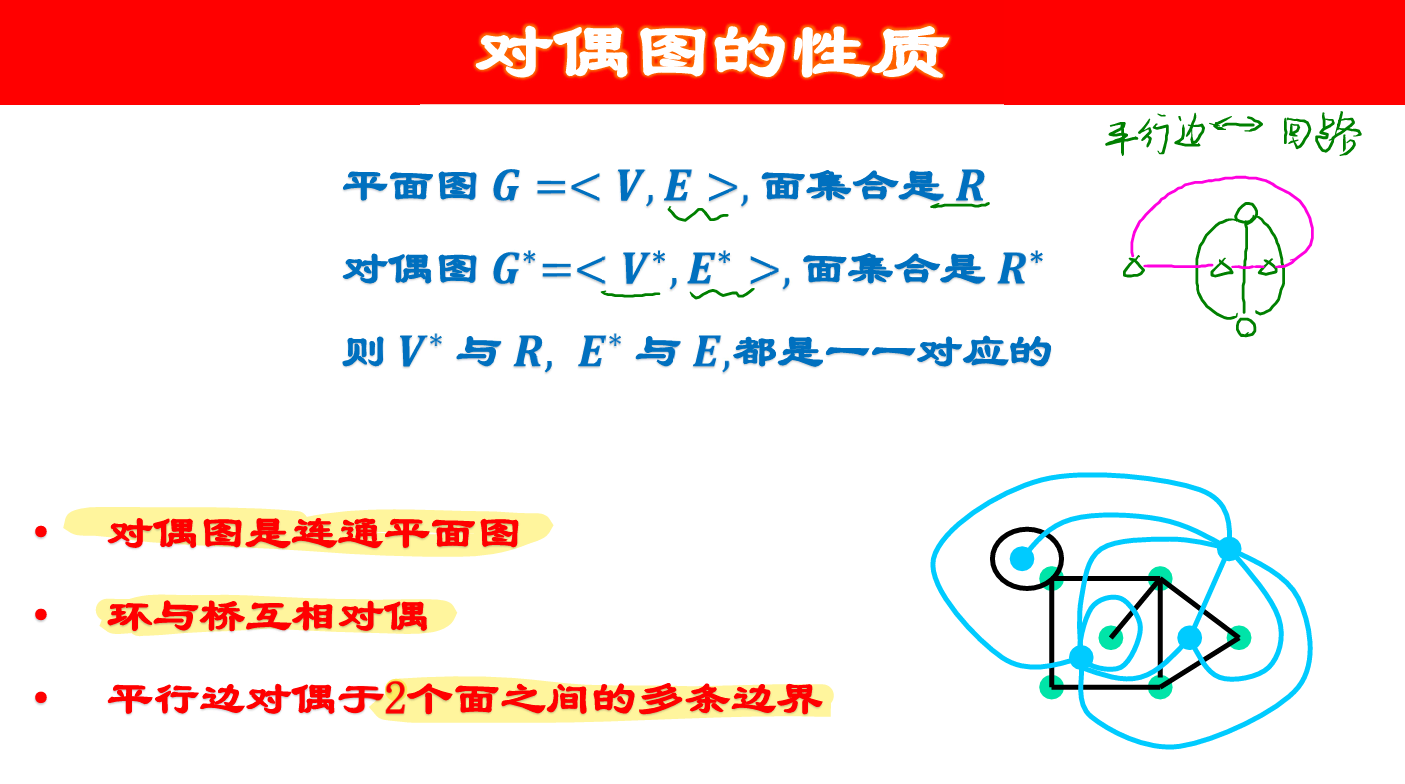 对偶图的性质
平行边↔回路
平面图 G =< V, E >, 面集合是 R
对偶图 G*=< V*, E* >, 面集合是 R*
则 V* 与 R, E* 与 E,都是一一对应的
• 对偶图是连通平面图
• 环与桥互相对偶
• 平行边对偶于2个面之间的多条边界